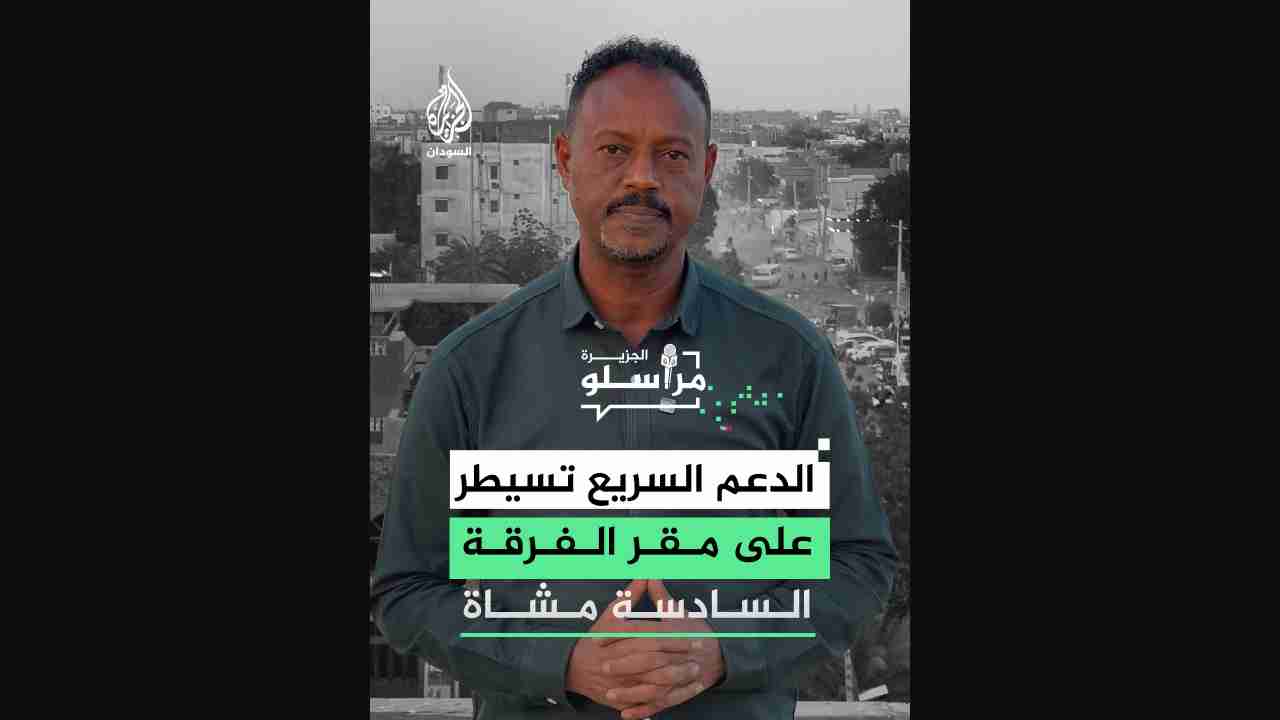 الجزيرة
السودان
الجزيرة
مراسلو
الدعم السريع تسيطر
على مقر الفرقة
السادسة مشاة